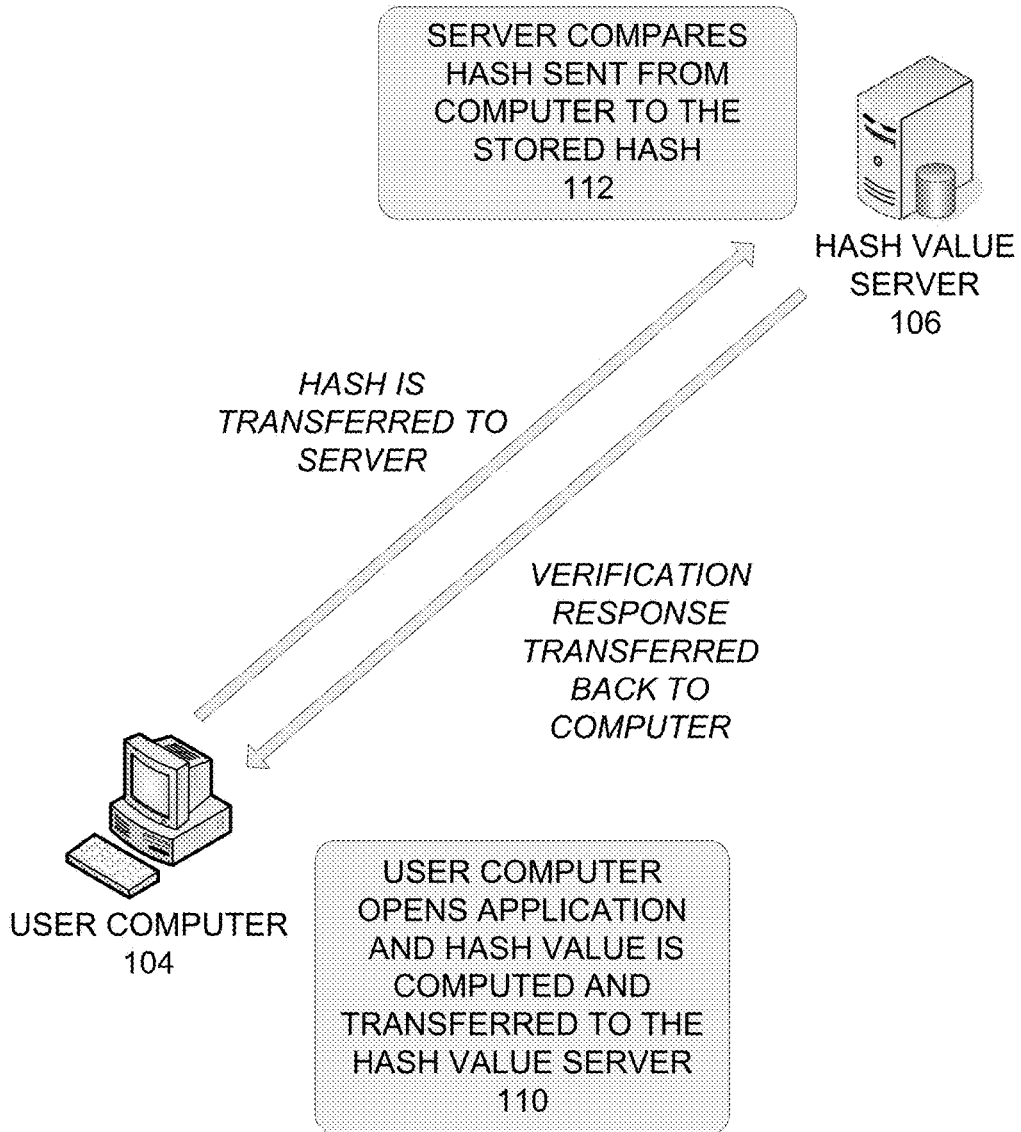 SERVER COMPARES
HASH SENT FROM
COMPUTER TO THE
STORED HASH
112
HASH VALUE
SERVER
106
HASH IS
TRANSFERRED TO
SERVER
VERIFICATION
RESPONSE
TRANSFERRED
BACK TO
COMPUTER
USER COMPUTER
104
USER COMPUTER
OPENS APPLICATION
AND HASH VALUE IS
COMPUTED AND
TRANSFERRED TO THE
HASH VALUE SERVER
110